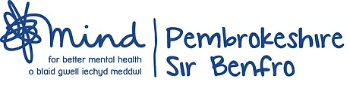 mind
for better mental health
o blaid gwell iechyd meddwl
Pembrokeshire
Sir Benfro